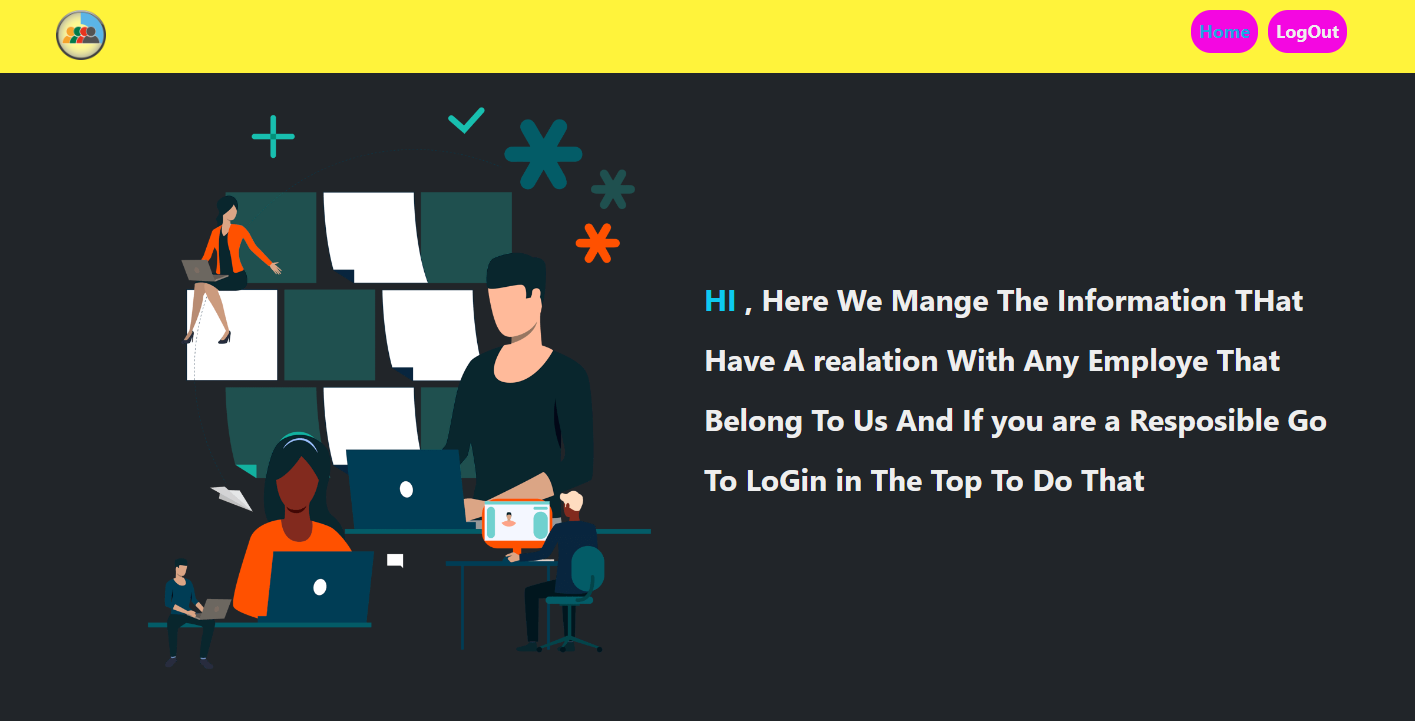 Home LogOut
HI , Here We Mange The Information THat
Have A realation With Any Employe That
Belong To Us And If you are a Resposible Go
To LoGin in The Top To Do That